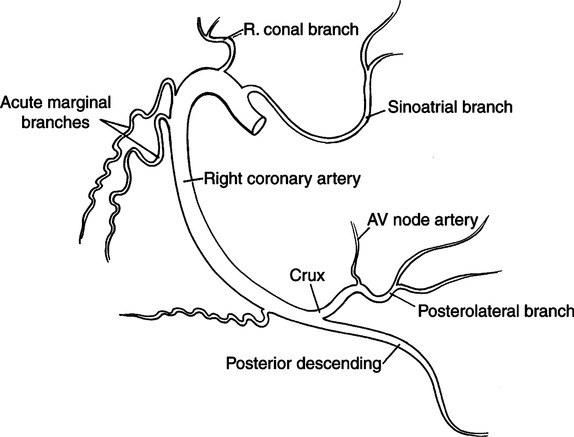 R. conal branch
Acute marginal
branches
Sinoatrial branch
Right coronary artery
AV node artery
Crux
Posterolateral branch
Posterior descending